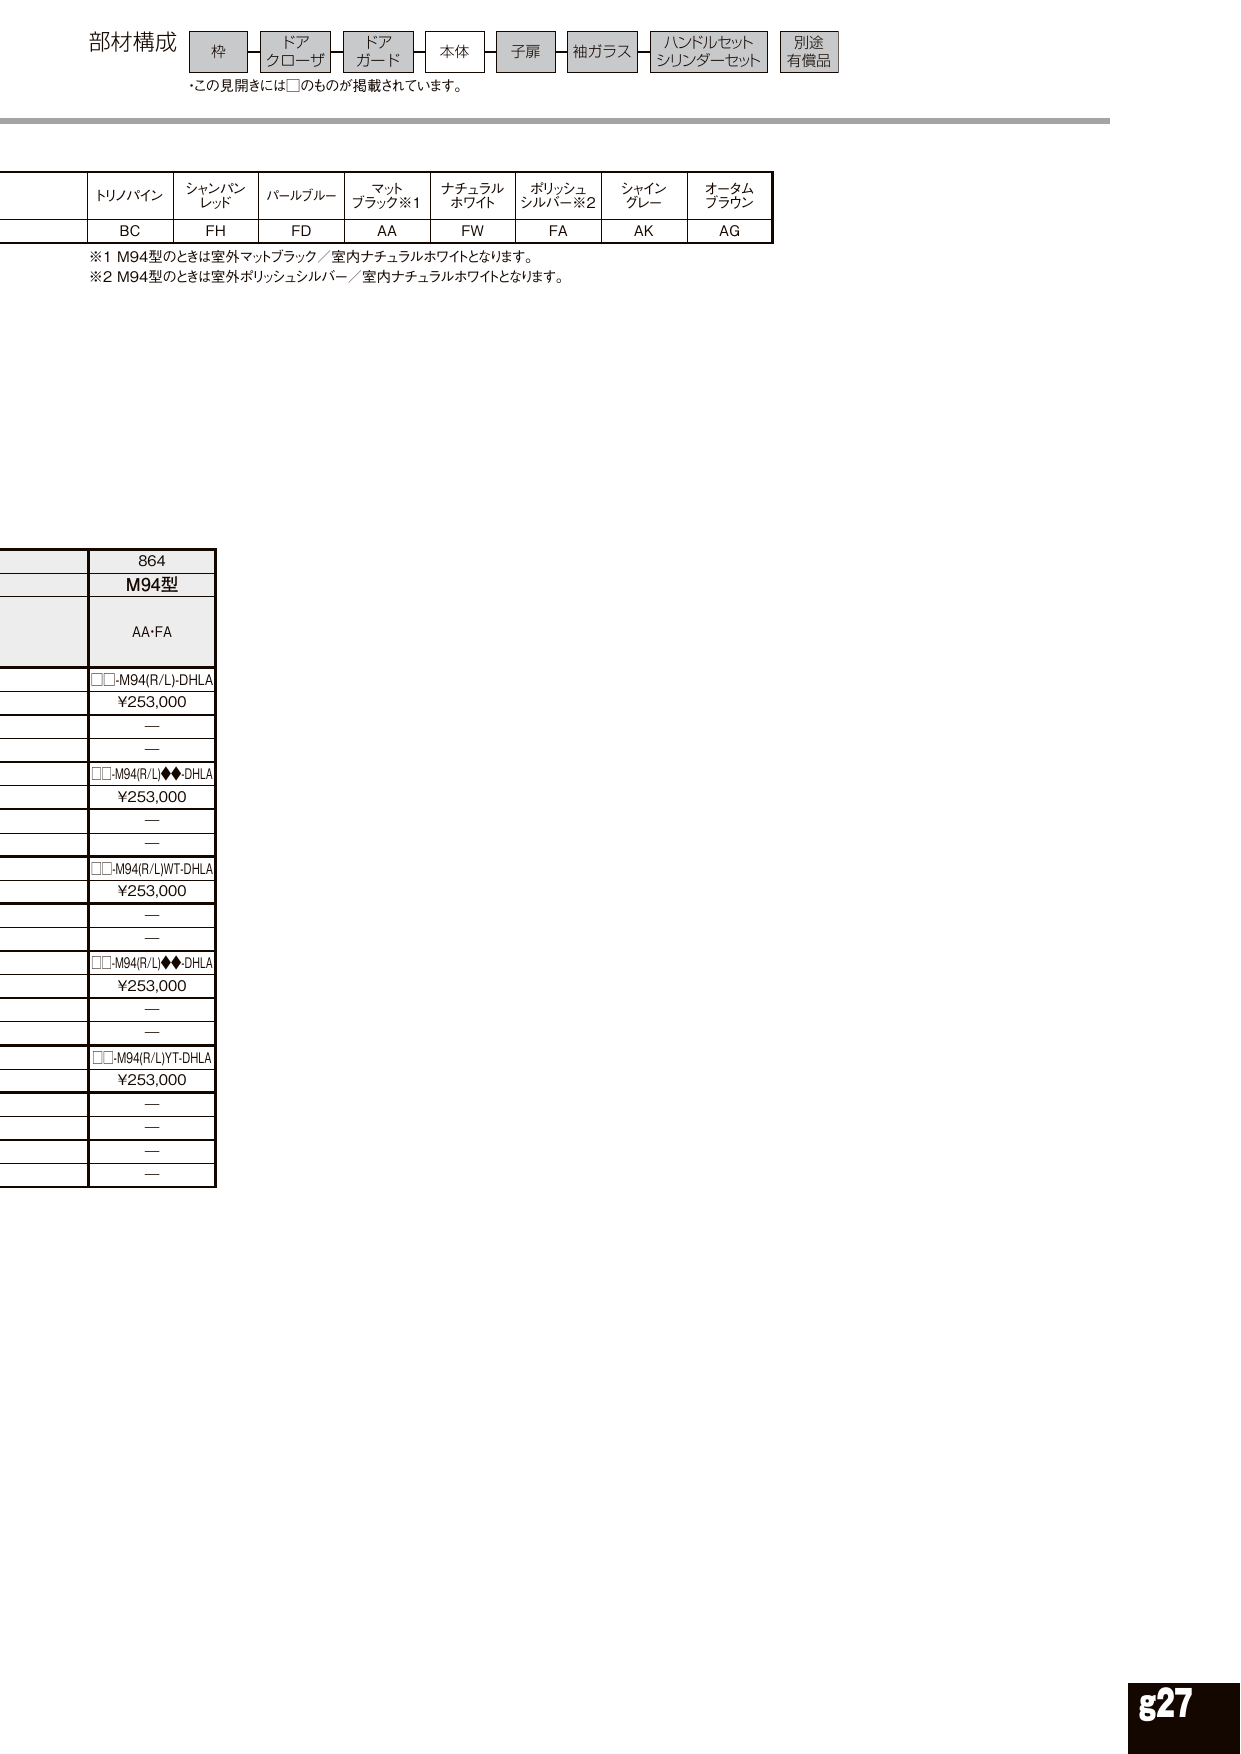 部材構成
枠
ドア
クローザ
ドア
ガード
本体
子扉
袖ガラス
ハンドルセット
シリンダーセット
別途
有償品
・この見開きには□のものが掲載されています。
トリノパイン
シャンパン
レッド
パールブルー
マット
ブラック※1
ナチュラル
ホワイト
ポリッシュ
シルバー※2
シャイン
グレー
オータム
ブラウン
BC FH FD AA FW FA AK AG
※1 M94型のときは室外マットブラック／室内ナチュラルホワイトとなります。
※2 M94型のときは室外ポリッシュシルバー／室内ナチュラルホワイトとなります。
864
M94型
AA・FA
□□-M94(R/L)-DHLA
¥253,000
—
—
□□-M94(R/L)◆◆-DHLA
¥253,000
—
—
□□-M94(R/L)WT-DHLA
¥253,000
—
—
□□-M94(R/L)◆◆-DHLA
¥253,000
—
—
□□-M94(R/L)YT-DHLA
¥253,000
—
—
—
—
g27